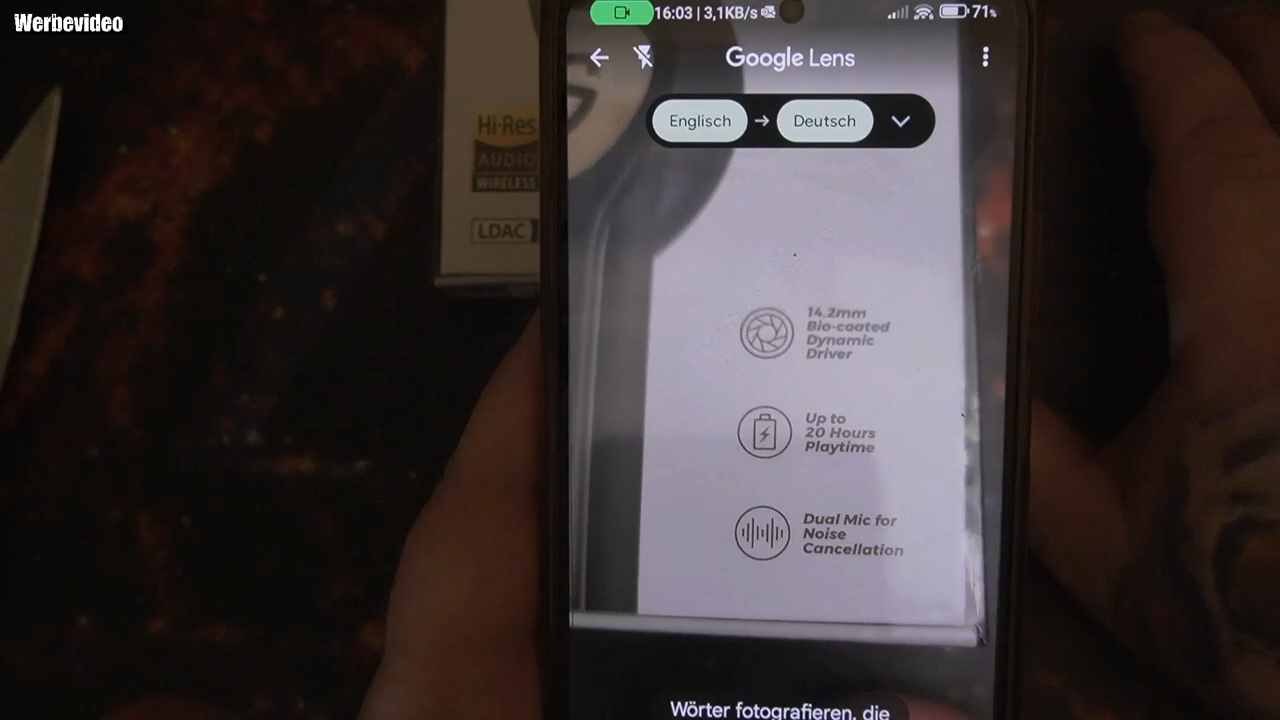 Werbevideo
16:03 | 3,1KB/s
71%
Google Lens
Englisch → Deutsch
Hi-Res
AUDIO
WIRELESS
LDAC
14.2mm
Bio-coated
Dynamic
Driver
Up to
20 Hours
Playtime
Dual Mic for
Noise
Cancellation
Wörter fotografieren, die